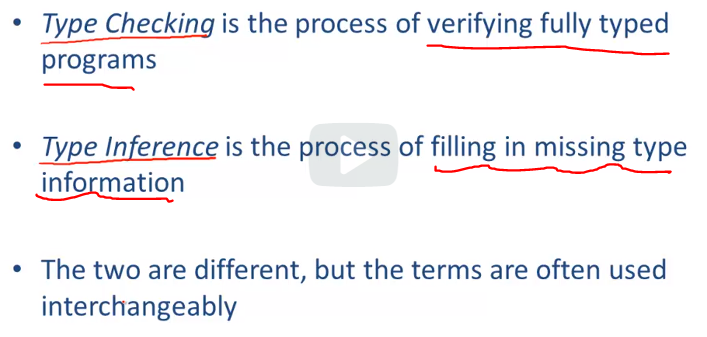 • Type Checking is the process of verifying fully typed
programs
• Type Inference is the process of filling in missing type
information
• The two are different, but the terms are often used
interchangeably